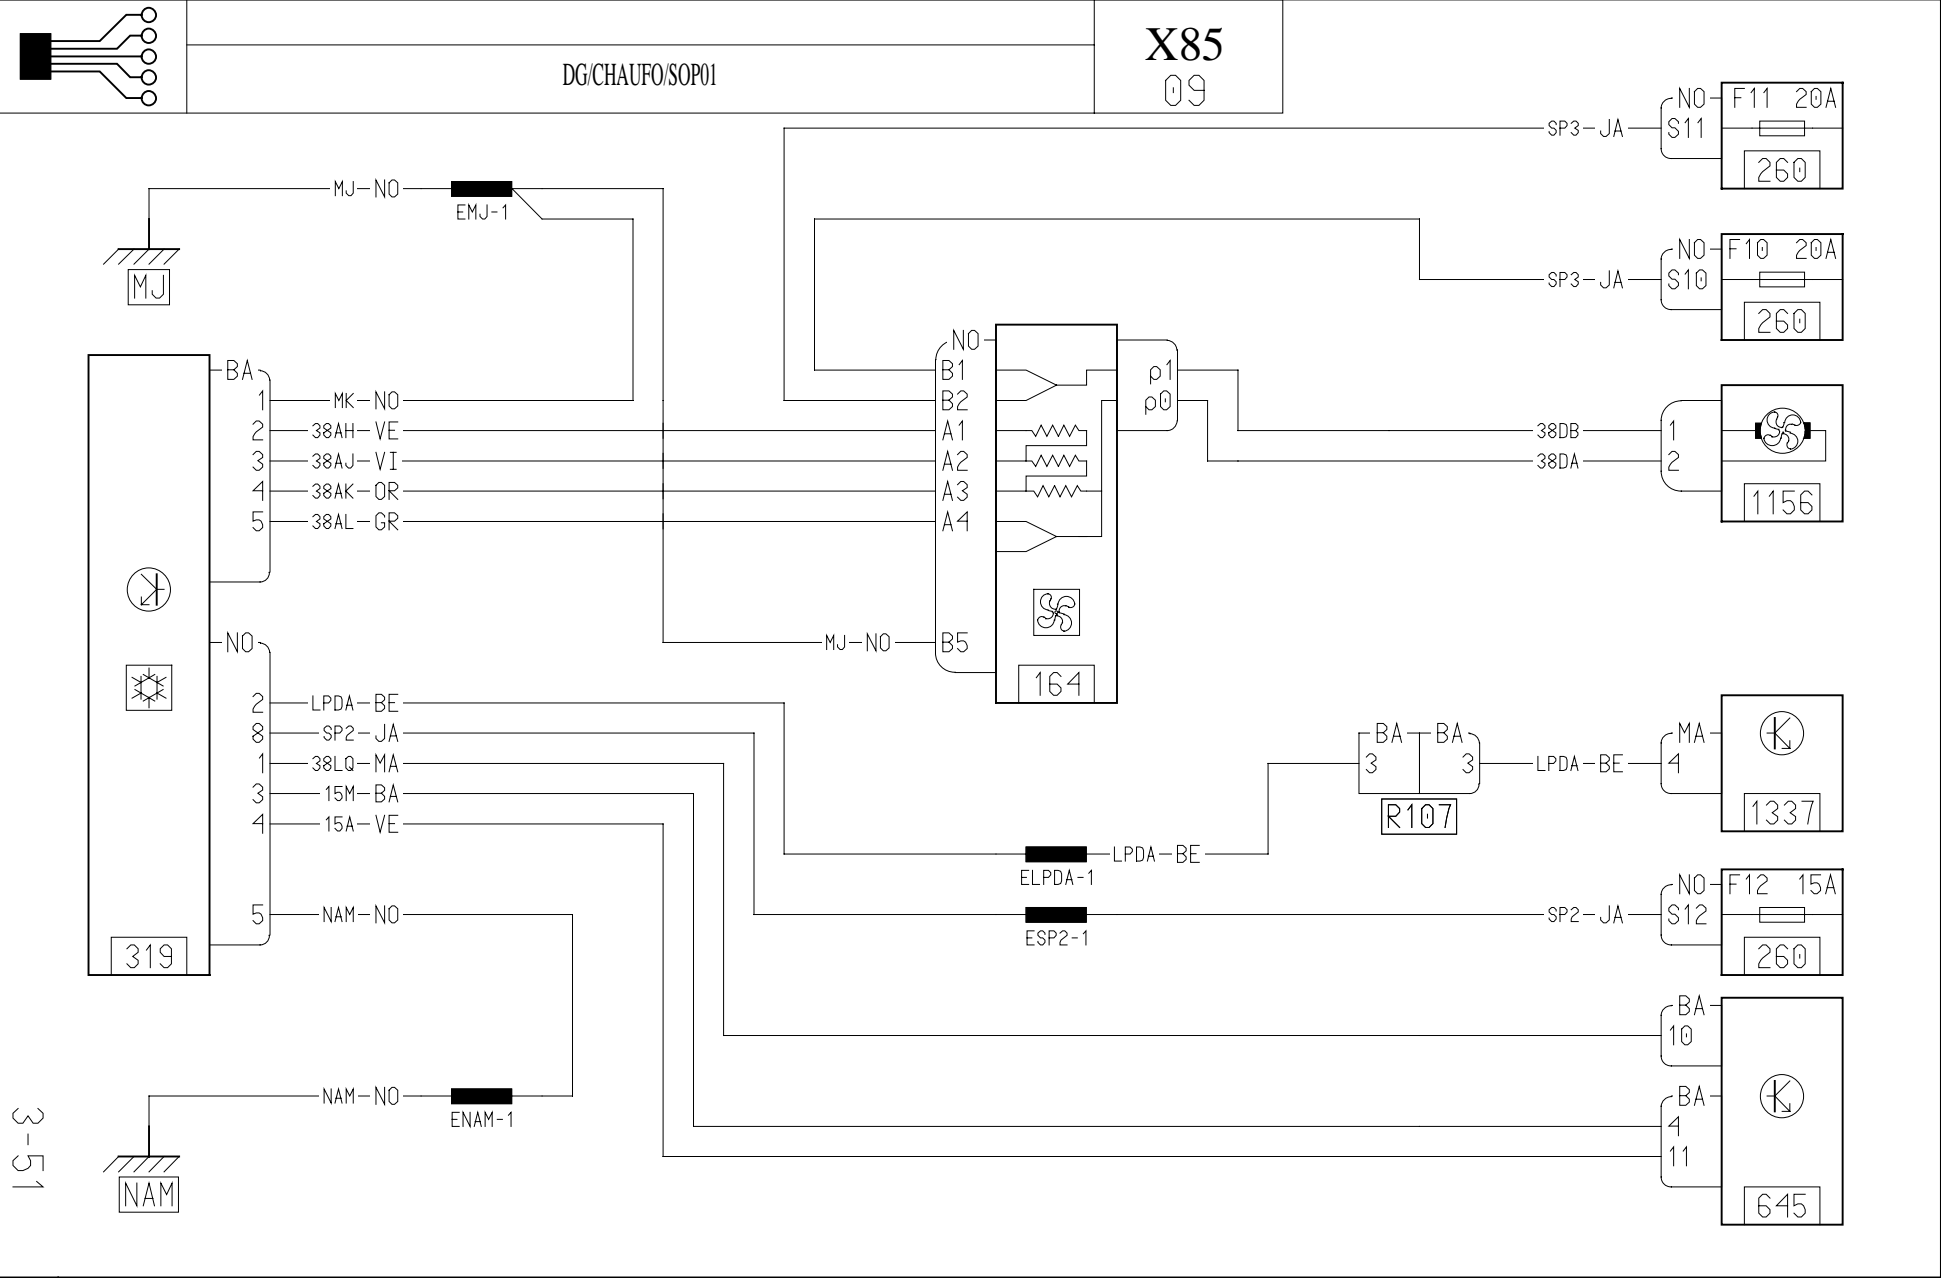 DG/CHAUFO/SOP01
X85
09
NO F11 20A
SP3-JA S11
260
MJ-NO
EMJ-1
MJ
NO F10 20A
SP3-JA S10
260
BA
1 MK-NO
2 38AH-VE
3 38AJ-VI
4 38AK-OR
5 38AL-GR
NO
B1
B2
A1
A2
A3
A4
MJ-NO B5
164
p1
p0
38DB 1
38DA 2
1156
NO
2 LPDA-BE
8 SP2-JA
1 38LQ-MA
3 15M-BA
4 15A-VE
5 NAM-NO
319
BA BA
3 3
R107
LPDA-BE
MA
4
1337
LPDA-BE
ELPDA-1
NO F12 15A
SP2-JA S12
260
ESP2-1
BA
10
BA
4
11
645
NAM-NO
ENAM-1
NAM
3-51